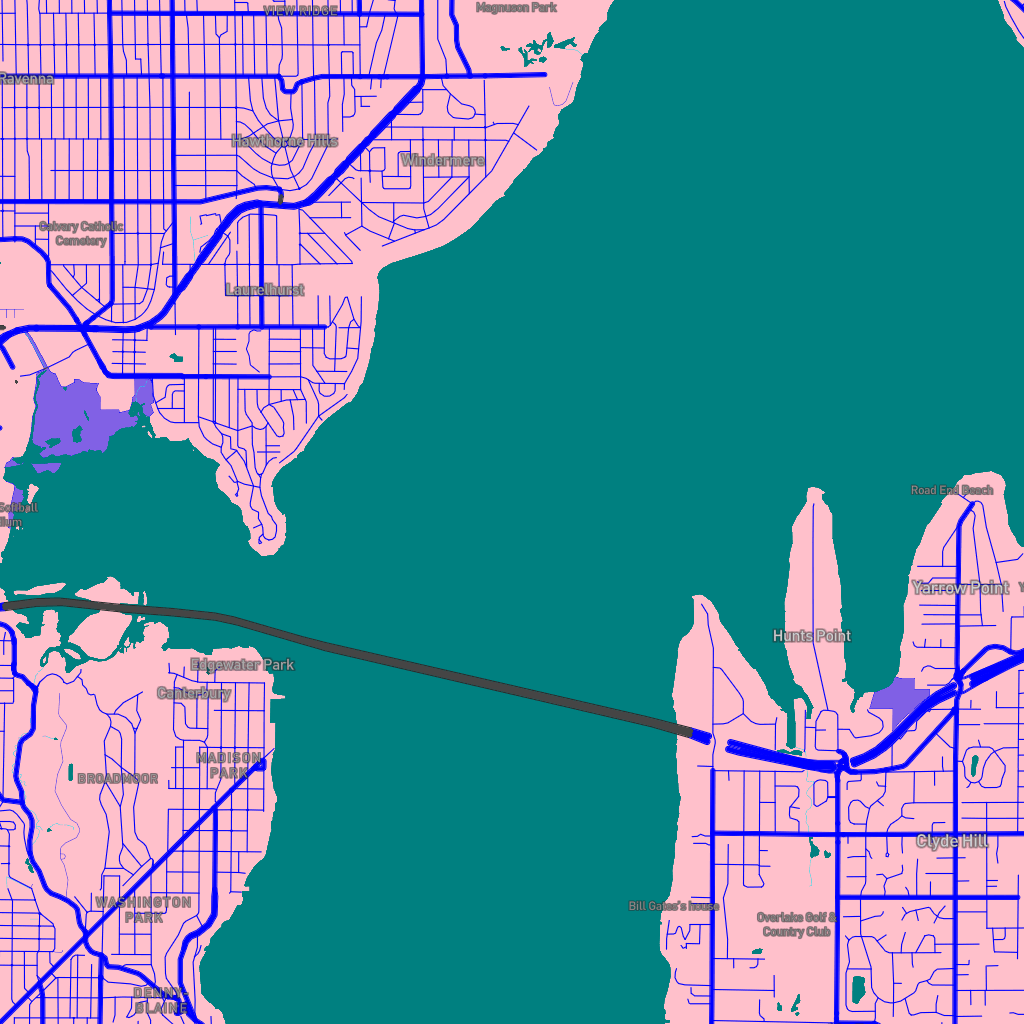 VIEW RIDGE
Magnuson Park
Ravenna
Hawthorne Hills
Windermere
Calvary Catholic
Cemetery
Laurelhurst
Road End Beach
Softball
Yarrow Point
Hunts Point
Edgewater Park
Canterbury
MADISON
PARK
BROADMOOR
Clyde Hill
WASHINGTON
PARK
Bill Gates's house
Overlake Golf &
Country Club
DENNY-
BLAINE